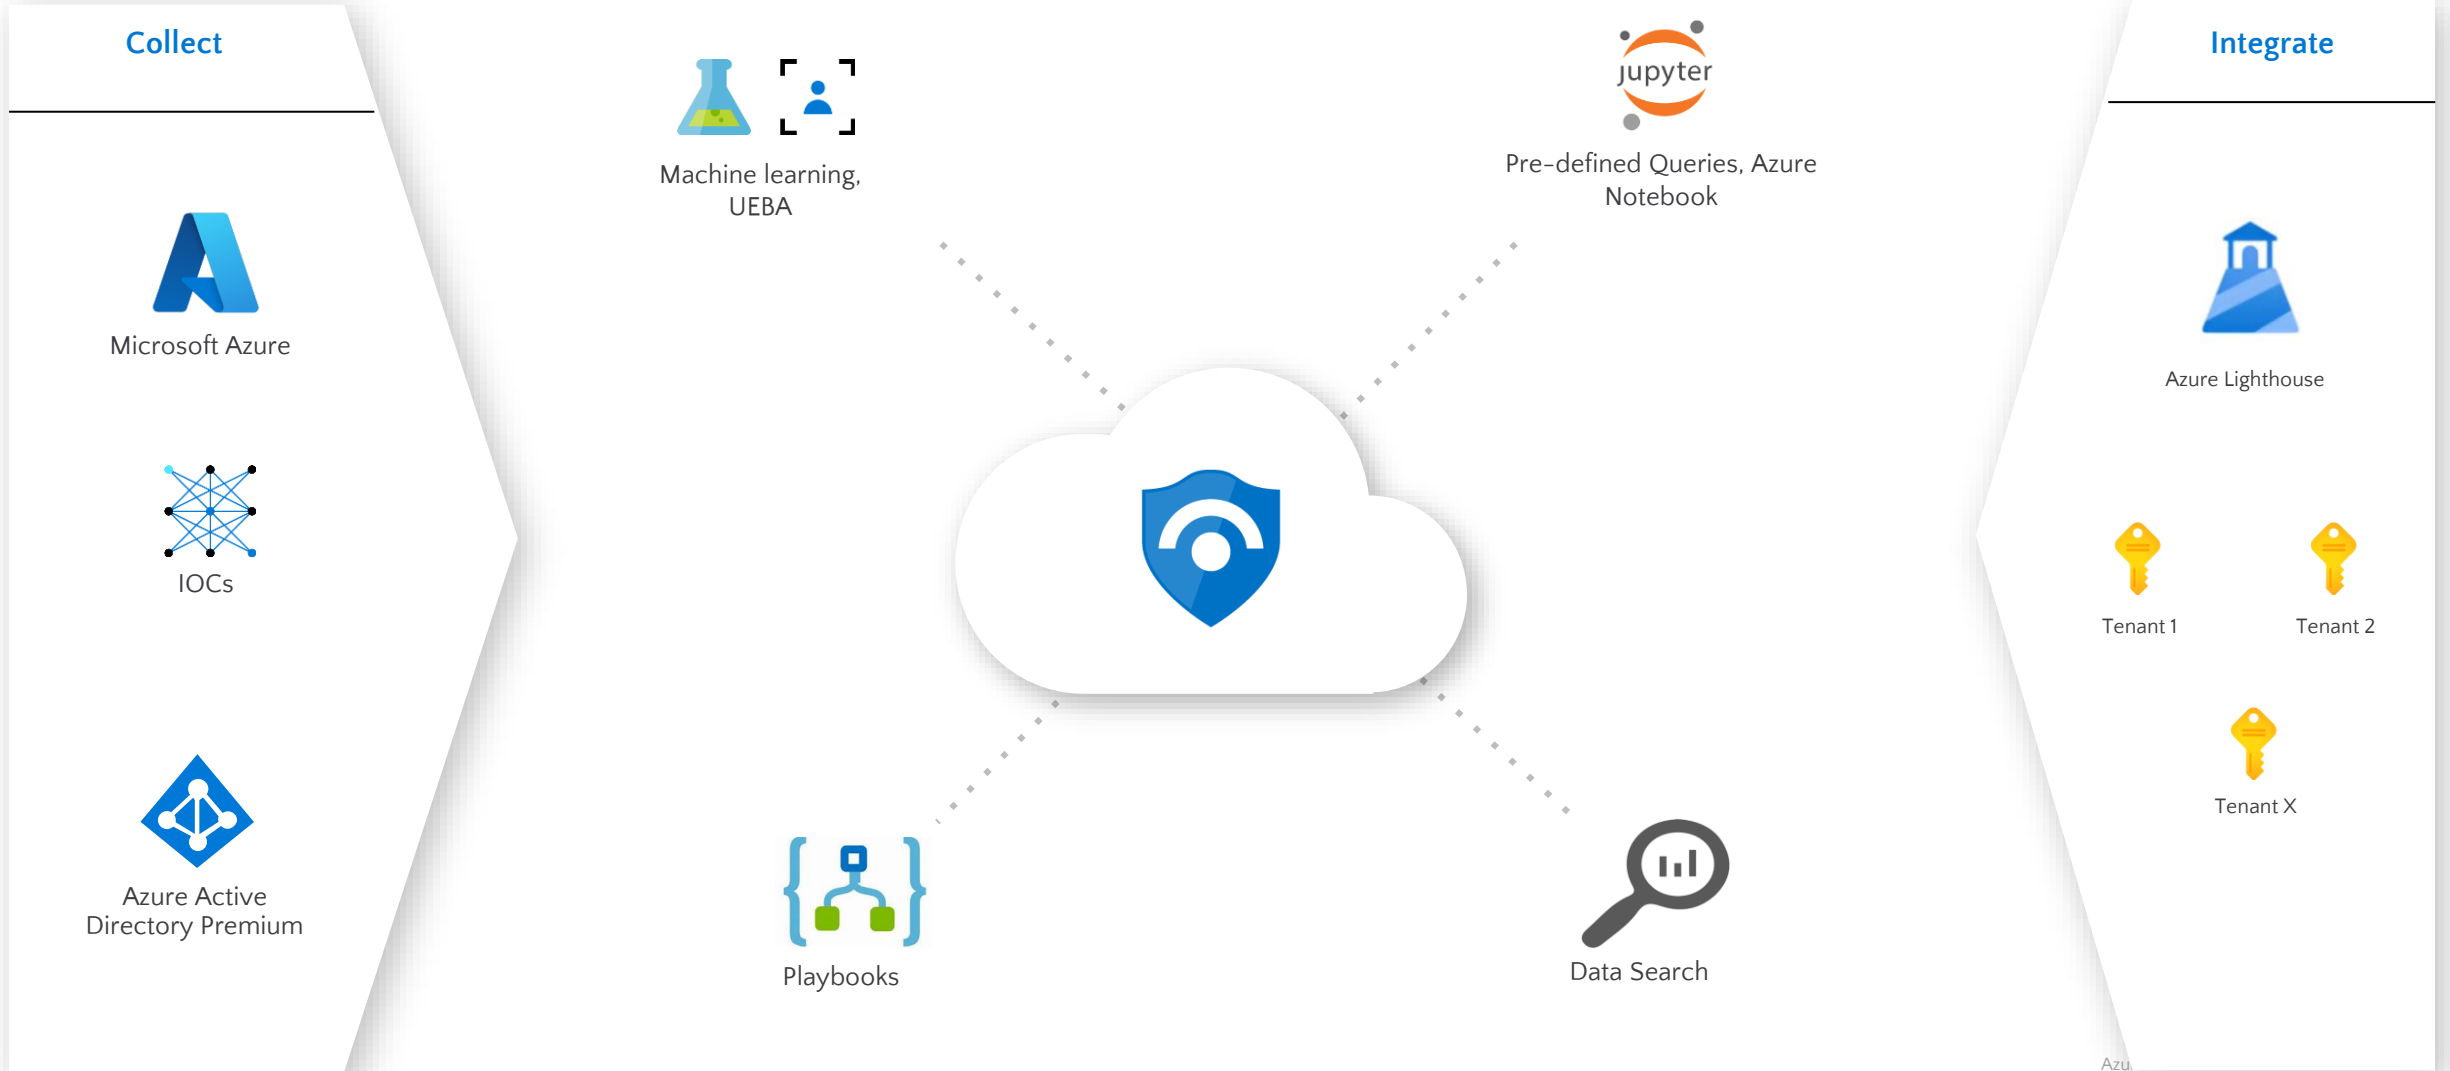 Collect
Microsoft Azure
IOCs
Azure Active
Directory Premium
Machine learning,
UEBA
jupyter
Pre-defined Queries, Azure
Notebook
Playbooks
Data Search
Integrate
Azure Lighthouse
Tenant 1
Tenant 2
Tenant X